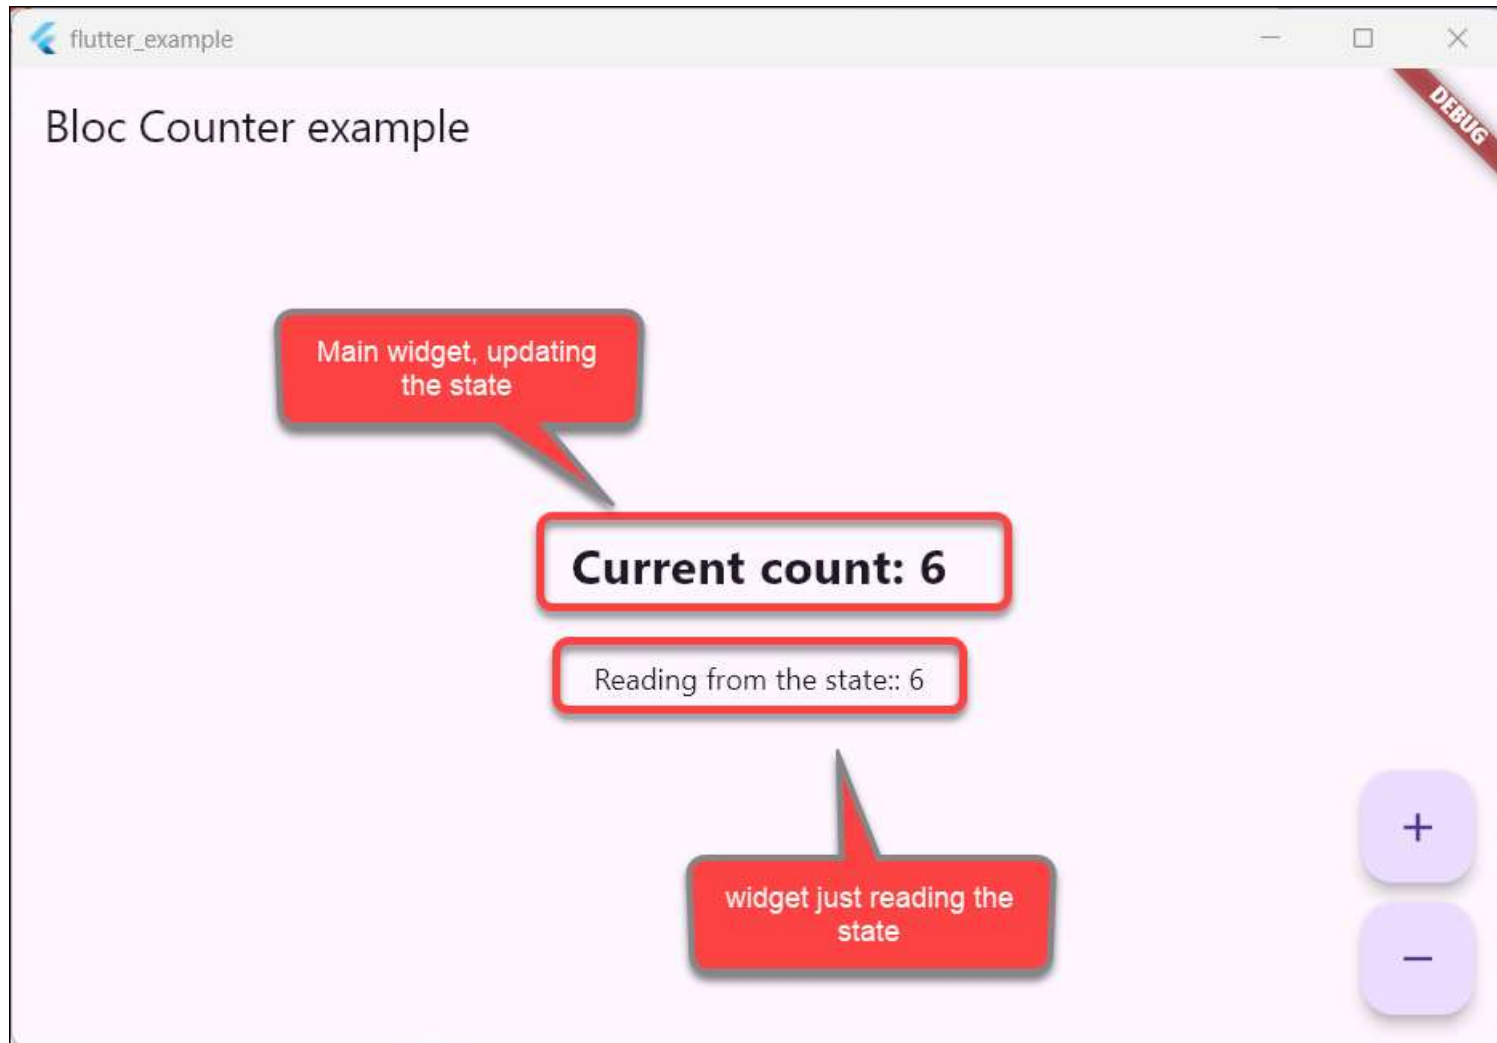 flutter_example
DEBUG
Bloc Counter example
Main widget, updating
the state
Current count: 6
Reading from the state:: 6
widget just reading the
state
+
−